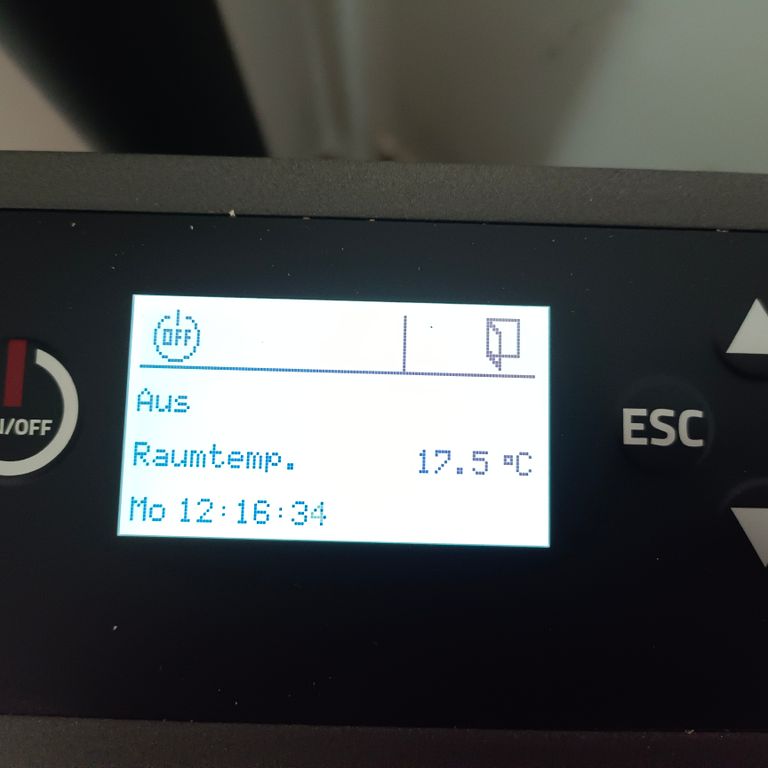 OFF
Aus
Raumtemp. 17.5 °C
Mo 12:16:34
/OFF
ESC